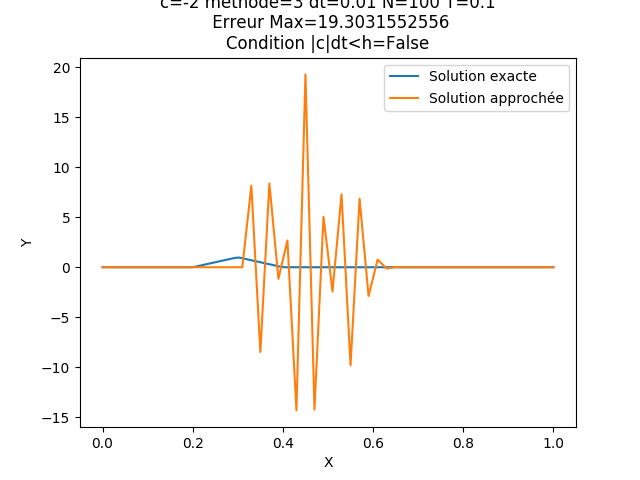 c=-2 methode=3 dt=0.01 N=100 T=0.1
Erreur Max=19.3031552556
Condition |c|dt<h=False
20
15
10
5
0
−5
−10
−15
Y
Solution exacte
Solution approchée
0.0 0.2 0.4 0.6 0.8 1.0
X